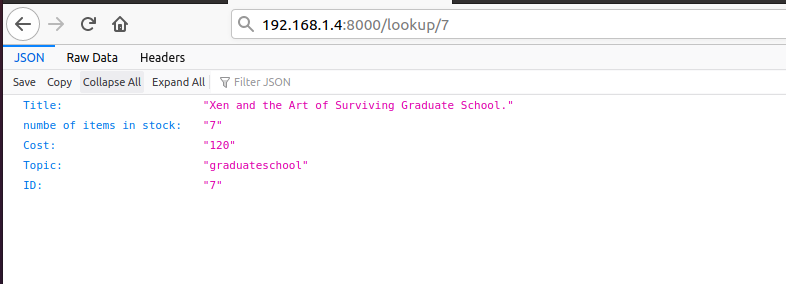 192.168.1.4:8000/lookup/7
JSON Raw Data Headers
Save Copy Collapse All Expand All Filter JSON
Title: "Xen and the Art of Surviving Graduate School."
numbe of items in stock: "7"
Cost: "120"
Topic: "graduateschool"
ID: "7"